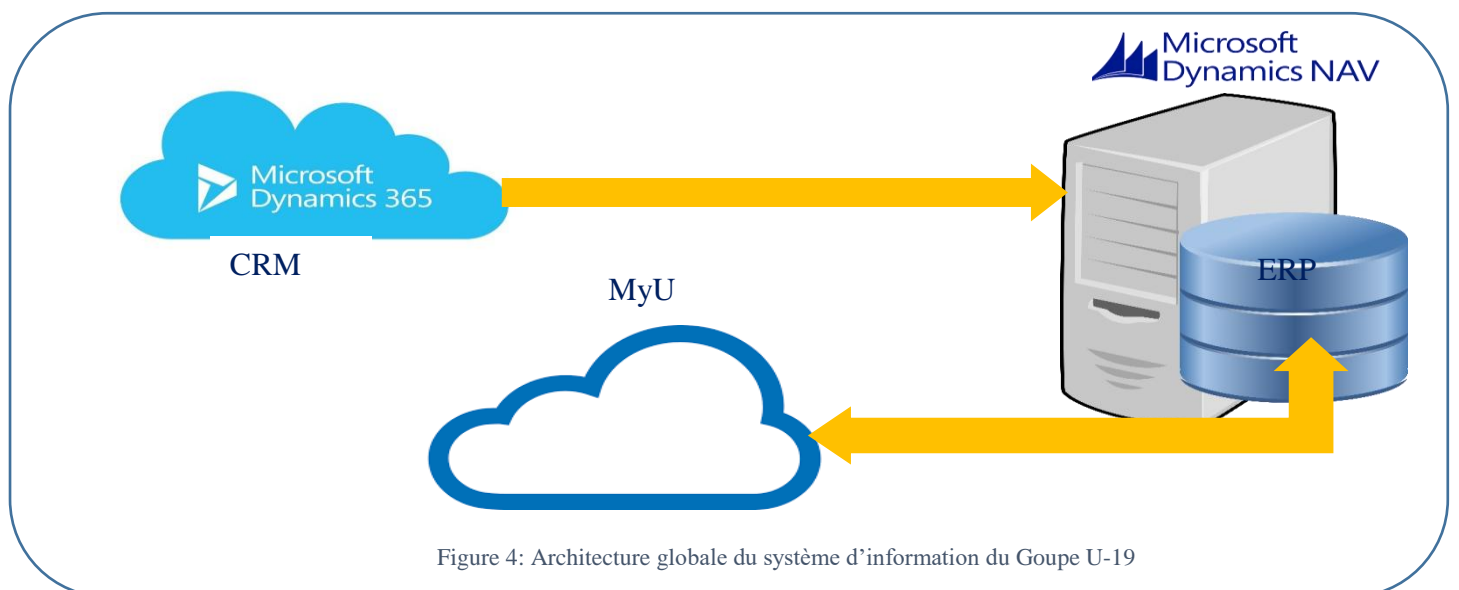 Microsoft
Dynamics NAV
Microsoft
Dynamics 365
CRM
ERP
MyU
Figure 4: Architecture globale du système d’information du Goupe U-19